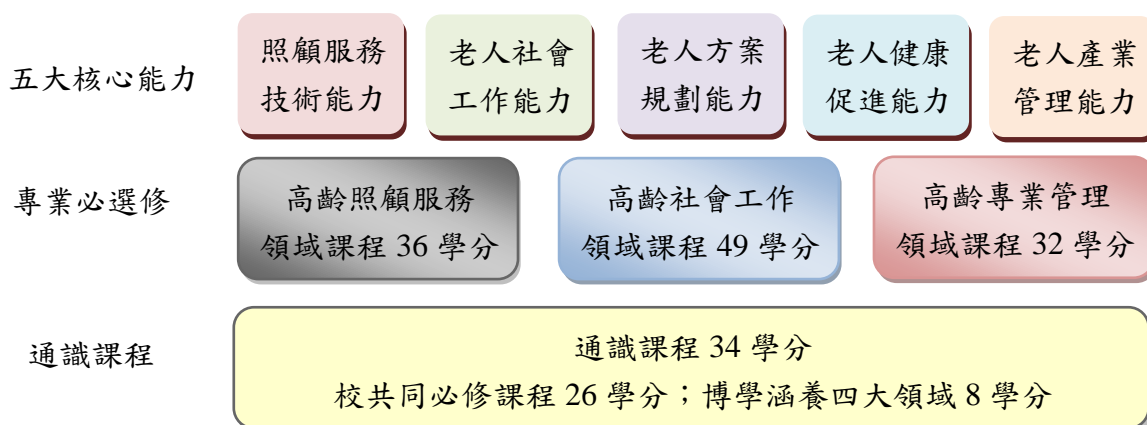 五大核心能力
照顧服務
技術能力
老人社會
工作能力
老人方案
規劃能力
老人健康
促進能力
老人產業
管理能力
專業必選修
高齡照顧服務
領域課程 36 學分
高齡社會工作
領域課程 49 學分
高齡專業管理
領域課程 32 學分
通識課程
通識課程 34 學分
校共同必修課程 26 學分；博學涵養四大領域 8 學分